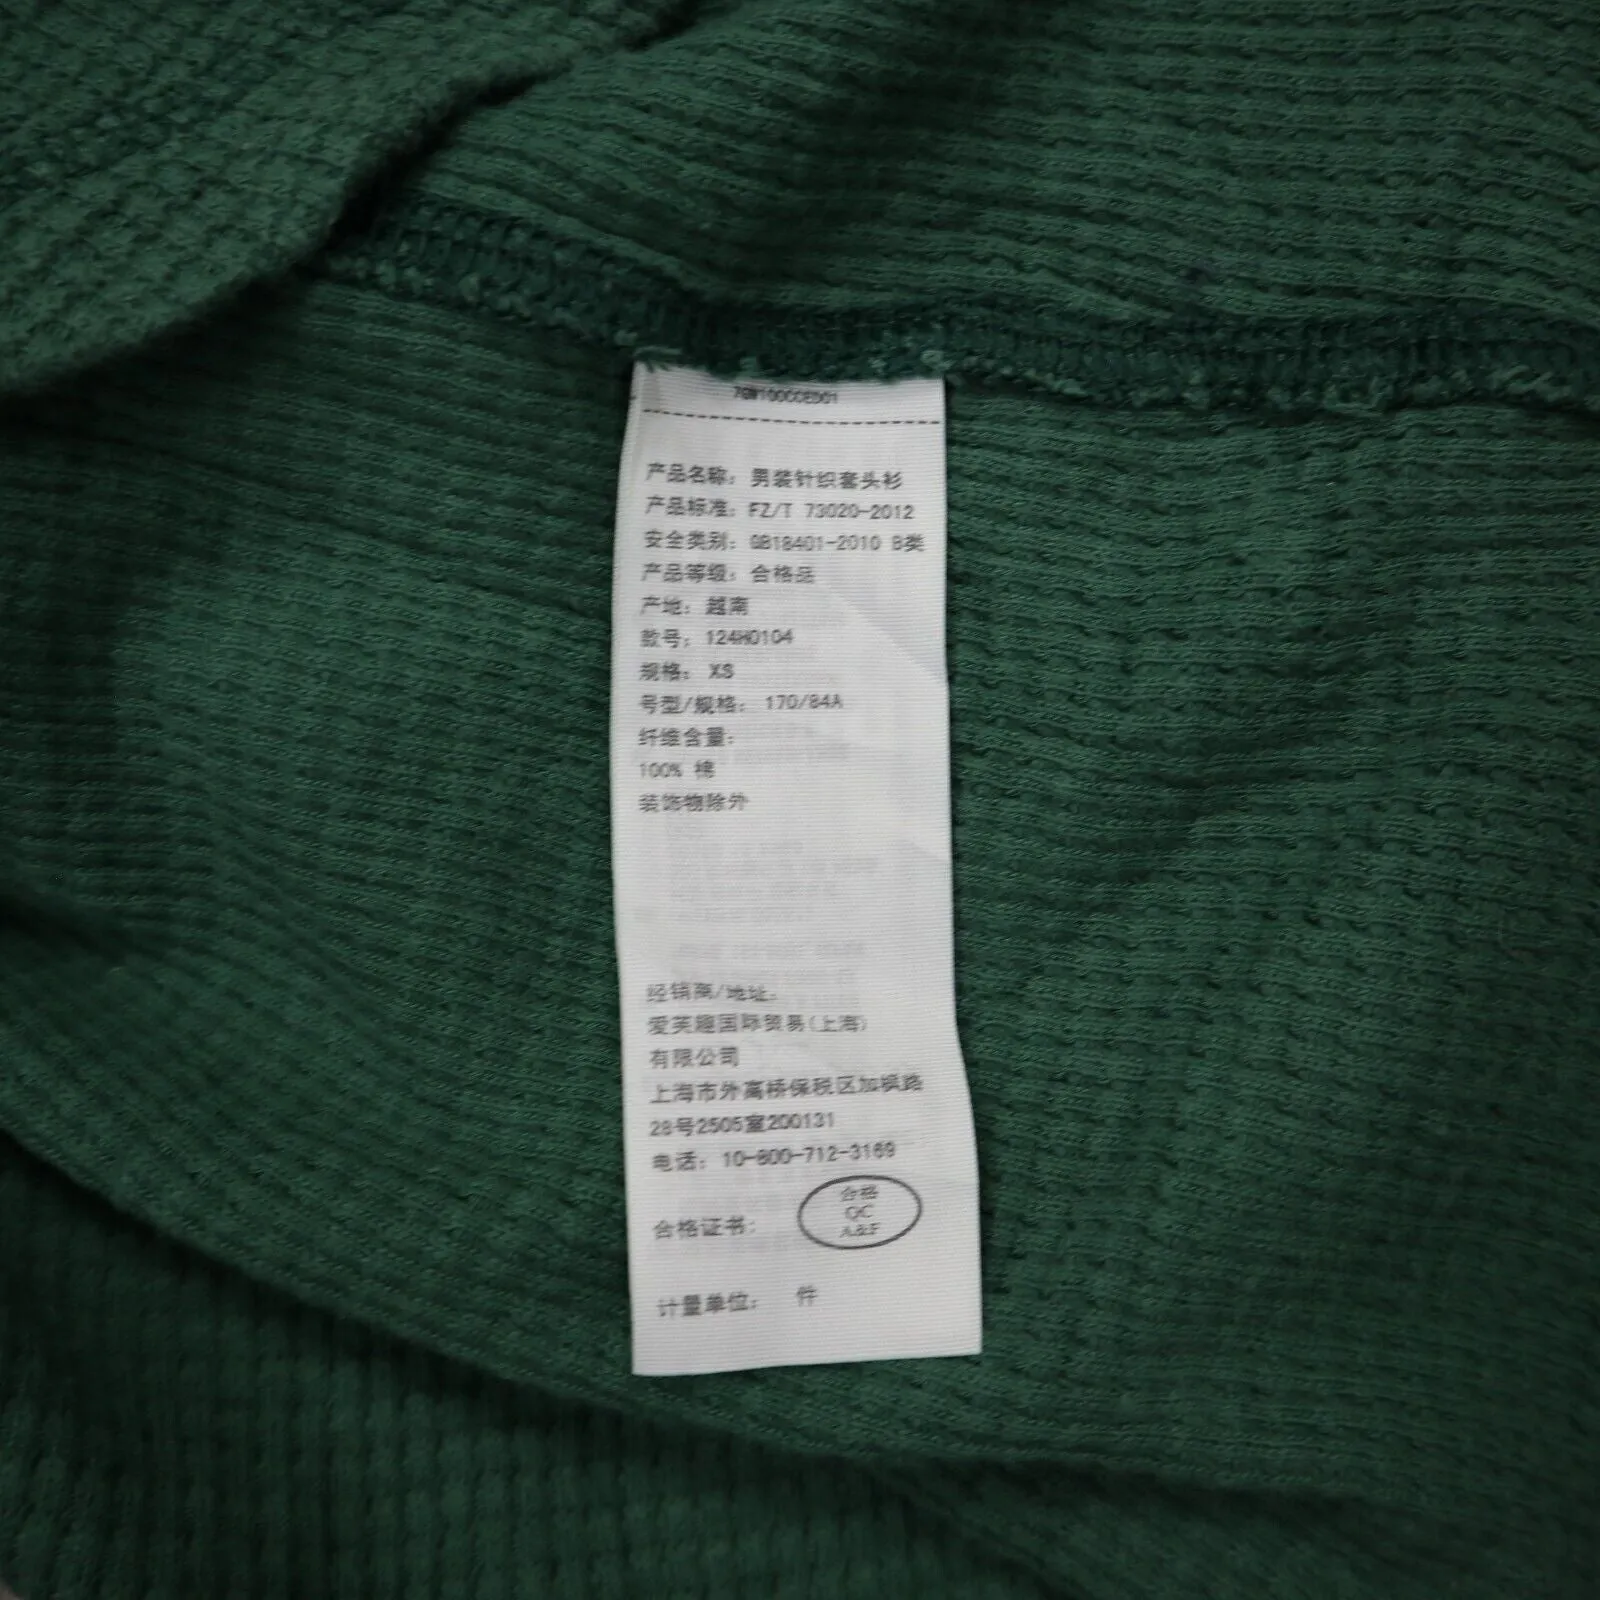 产品名称：男装针织套头衫
产品标准：FZ/T 73020-2012
安全类别：GB18401-2010 B类
产品等级：合格品
产地：越南
款号：124H0104
规格：XS
号型/规格：170/84A
纤维含量：
100% 棉
装饰物除外
经销商/地址：
爱芙趣国际贸易(上海)
有限公司
上海市外高桥保税区加枫路
28号2505室200131
电话：10-800-712-3169
合格证书：
合格
QC
A&F
计量单位： 件